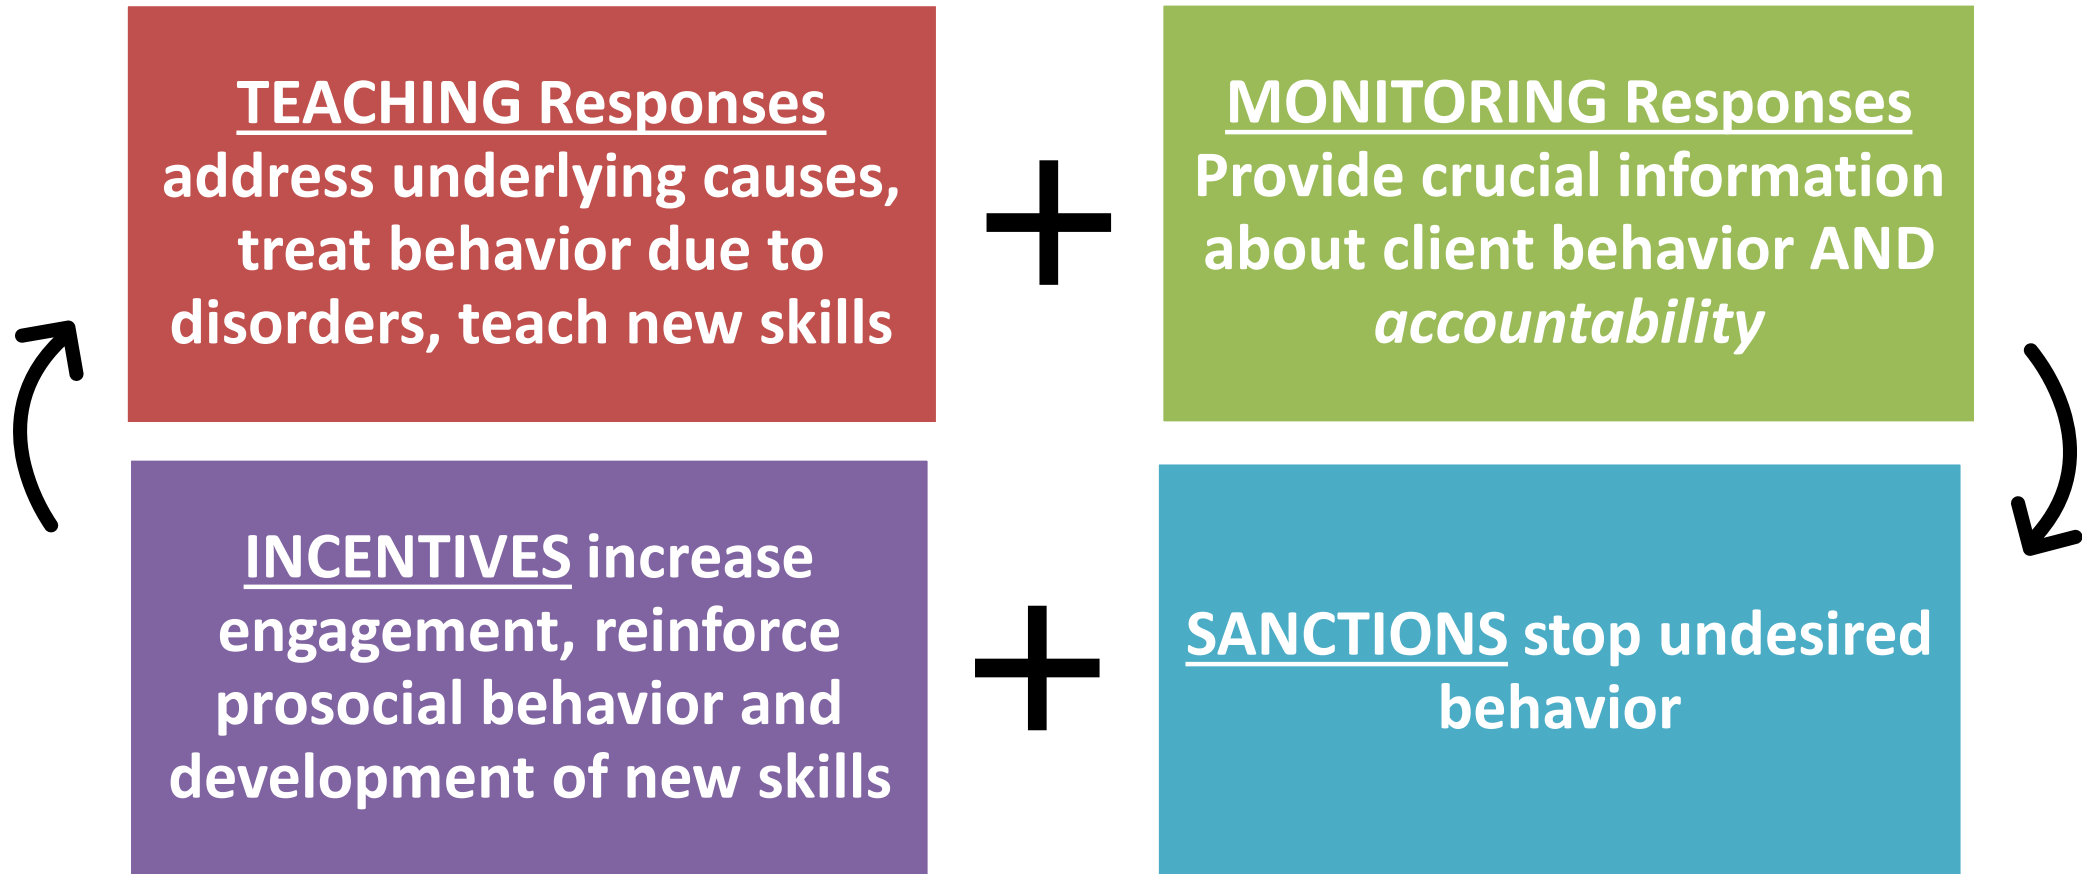 TEACHING Responses
address underlying causes,
treat behavior due to
disorders, teach new skills
MONITORING Responses
Provide crucial information
about client behavior AND
accountability
INCENTIVES increase
engagement, reinforce
prosocial behavior and
development of new skills
SANCTIONS stop undesired
behavior